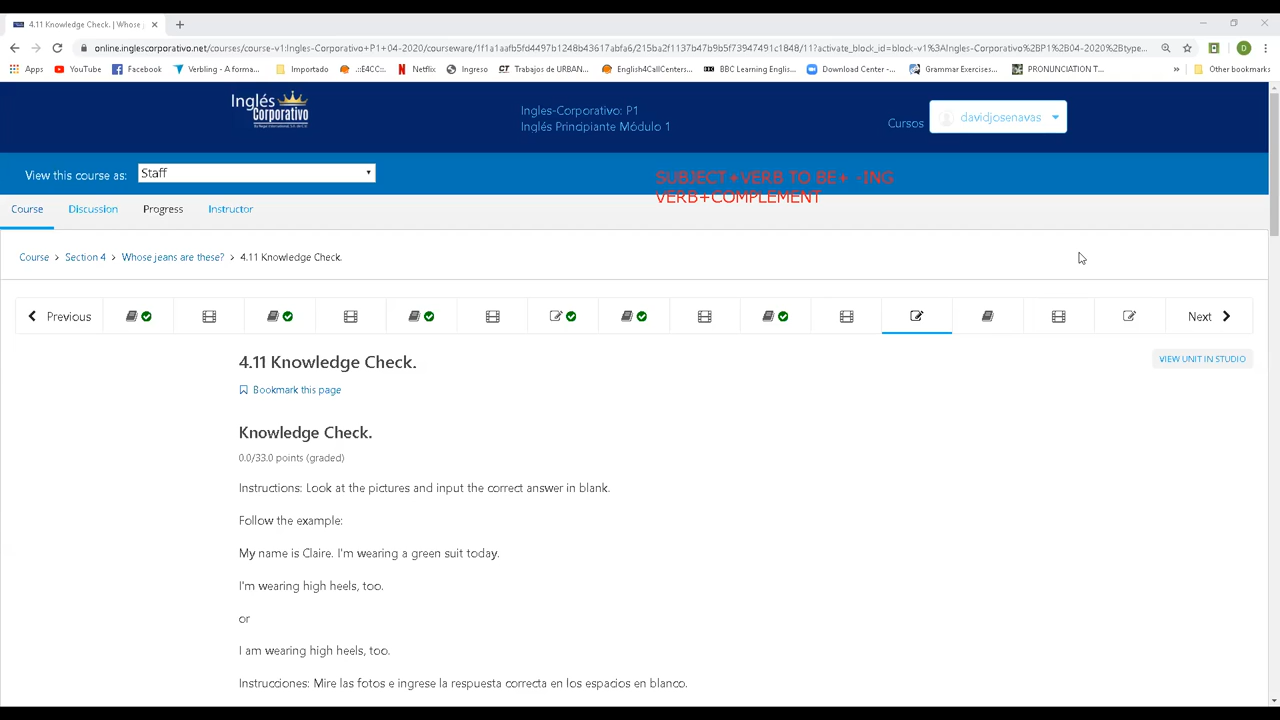 4.11 Knowledge Check. | Whose
online.inglescorporativo.net/courses/course-v1:Ingles-Corporativo+P1+04-2020/courseware/1f1a1aafb5fd4497b1248b43617abfa6/215ba2f1137b47b9b5f73947491c1848/11?activate_block_id=block-v1%3AIngles-Corporativo%2BP1%2B04-2020%2Btype...
D
Apps YouTube Facebook Verbling - A forma... Importado .::E4CC::. Netflix Ingreso Trabajos de URBAN... English4CallCenters... BBC Learning Englis... Download Center -... Grammar Exercises... PRONUNCIATION T... » Other bookmarks
Inglés
Corporativo
Ingles-Corporativo: P1
Inglés Principiante Módulo 1
Cursos
davidjosenavas
View this course as: Staff
SUBJECT+VERB TO BE+ -ING
VERB+COMPLEMENT
Course Discussion Progress Instructor
Course > Section 4 > Whose jeans are these? > 4.11 Knowledge Check.
Previous
Next
4.11 Knowledge Check.
VIEW UNIT IN STUDIO
Bookmark this page
Knowledge Check.
0.0/33.0 points (graded)
Instructions: Look at the pictures and input the correct answer in blank.
Follow the example:
My name is Claire. I'm wearing a green suit today.
I'm wearing high heels, too.
or
I am wearing high heels, too.
Instrucciones: Mire las fotos e ingrese la respuesta correcta en los espacios en blanco.